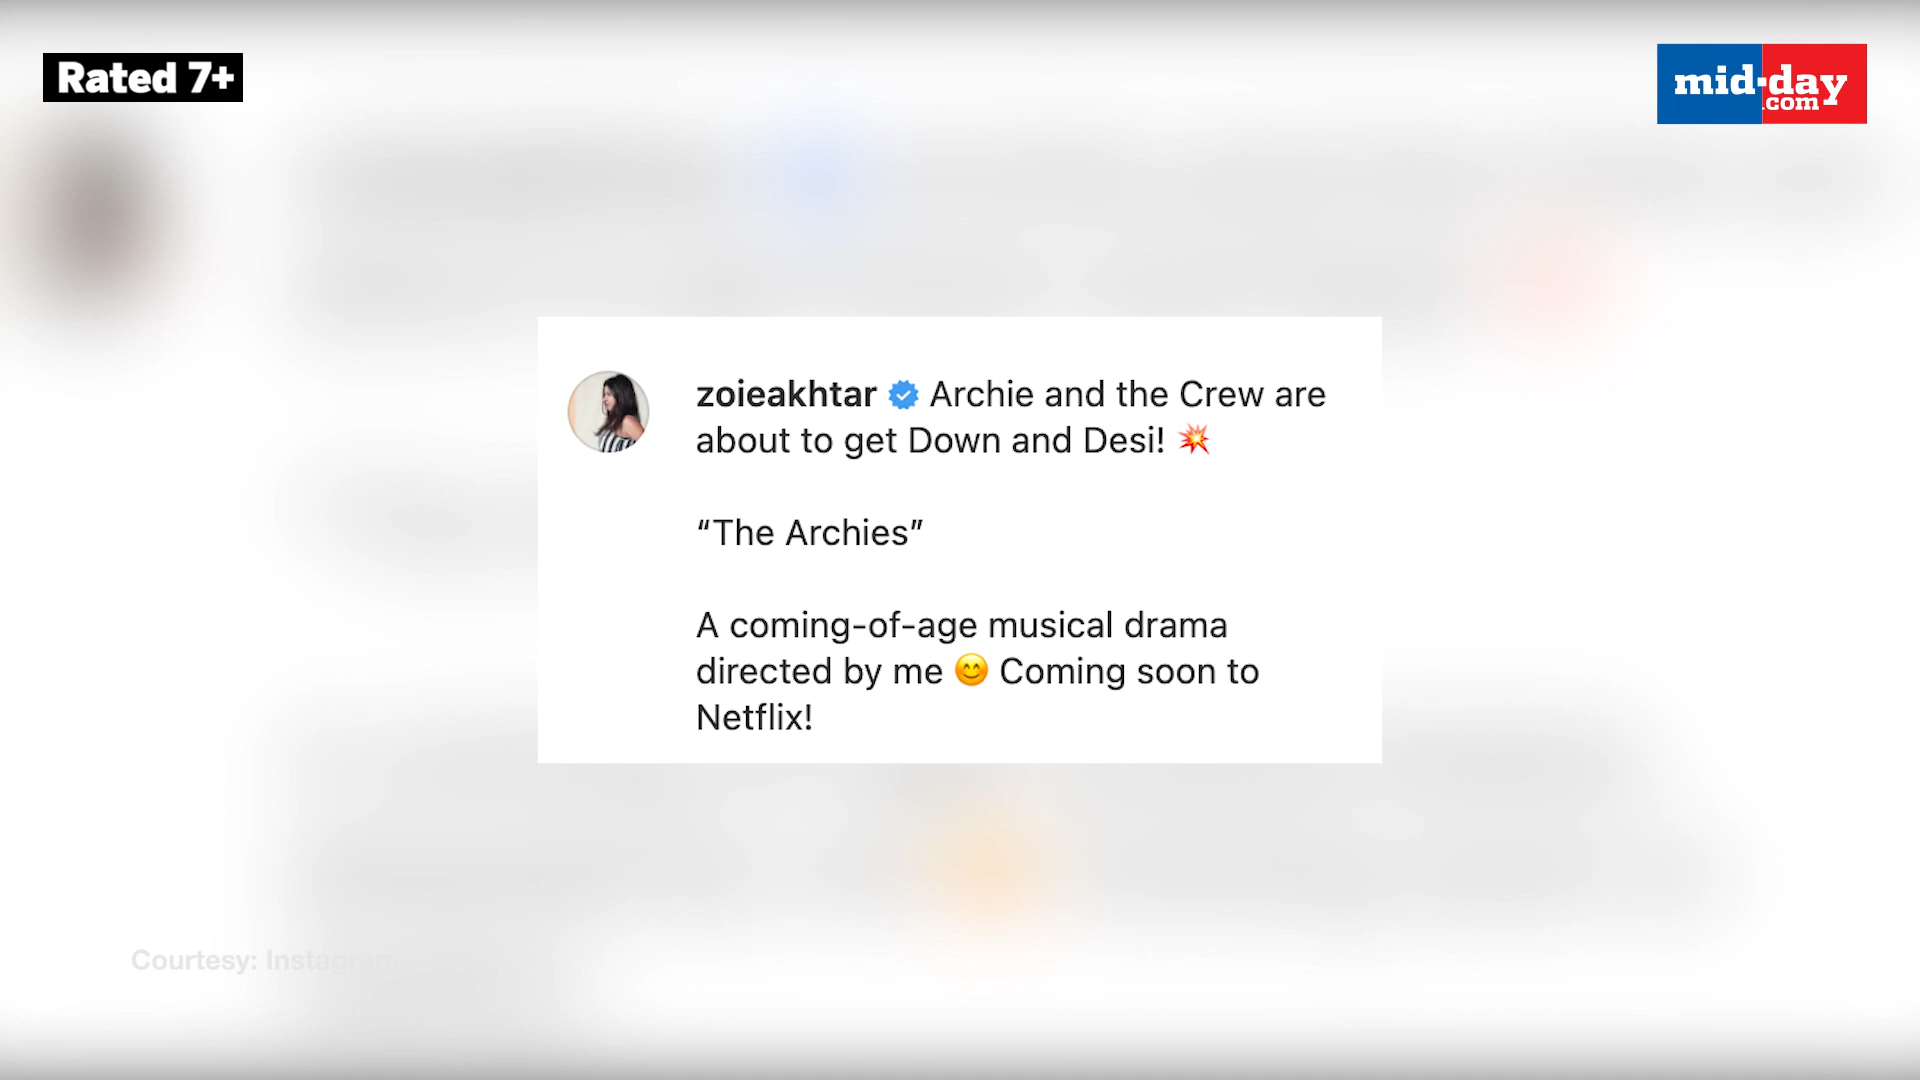 Rated 7+
mid-day
.com
zoieakhtar Archie and the Crew are
about to get Down and Desi! 💥
“The Archies”
A coming-of-age musical drama
directed by me 😊 Coming soon to
Netflix!
Courtesy: Instagram